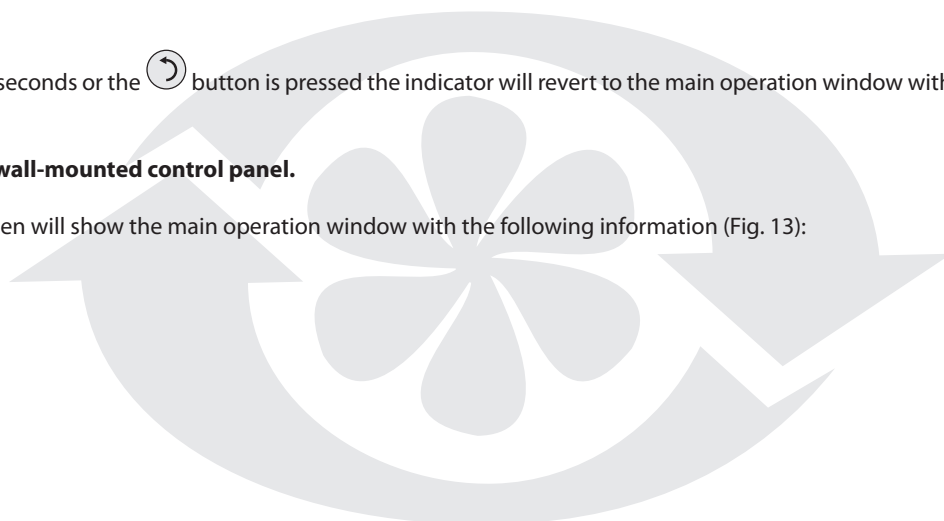 seconds or the button is pressed the indicator will revert to the main operation window with
wall-mounted control panel.
en will show the main operation window with the following information (Fig. 13):